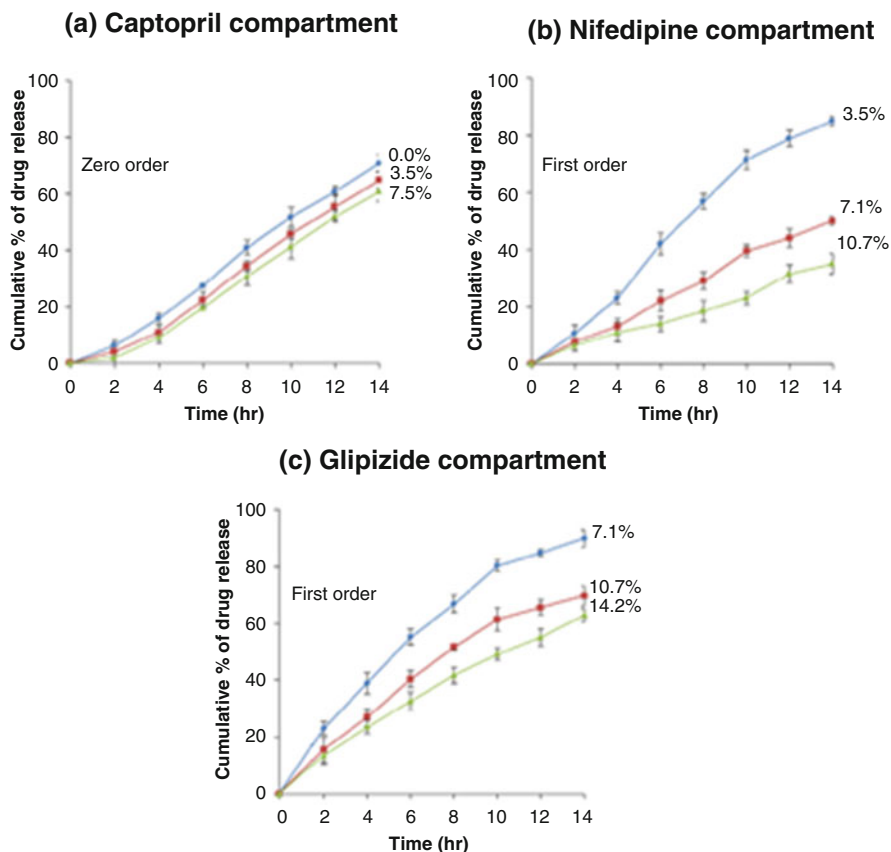 (a) Captopril compartment
Cumulative % of drug release
100
80
60
40
20
0
Zero order
0.0%
3.5%
7.5%
0 2 4 6 8 10 12 14
Time (hr)
(b) Nifedipine compartment
Cumulative % of drug release
100
80
60
40
20
0
First order
3.5%
7.1%
10.7%
0 2 4 6 8 10 12 14
Time (hr)
(c) Glipizide compartment
Cumulative % of drug release
100
80
60
40
20
0
First order
7.1%
10.7%
14.2%
0 2 4 6 8 10 12 14
Time (hr)